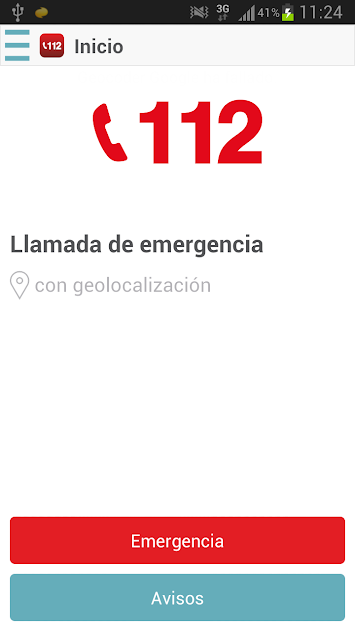 3G 41% 11:24
112 Inicio
112
Llamada de emergencia
con geolocalización
Emergencia
Avisos